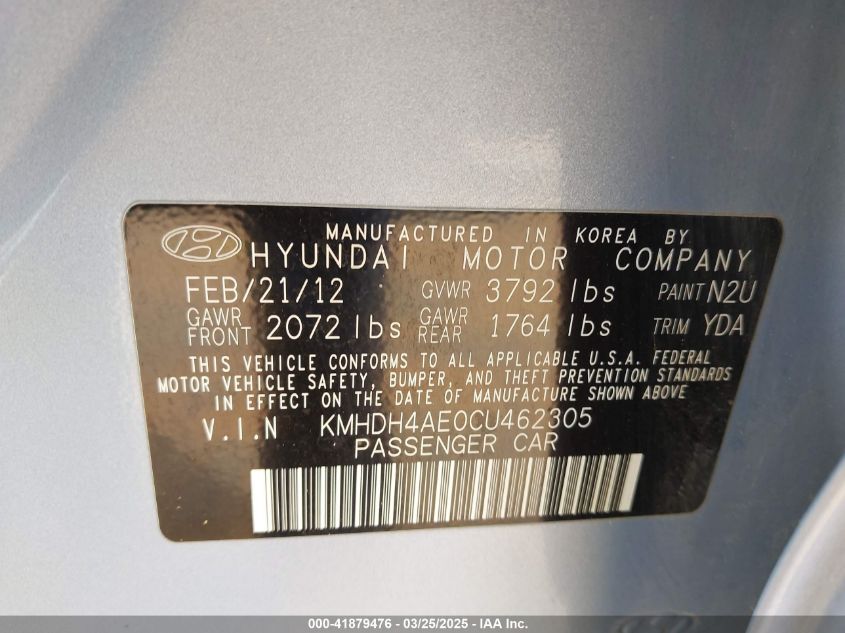 MANUFACTURED IN KOREA BY
HYUNDAI MOTOR COMPANY
FEB/21/12 GVWR 3792 lbs PAINT N2U
GAWR FRONT 2072 lbs GAWR REAR 1764 lbs TRIM YDA
THIS VEHICLE CONFORMS TO ALL APPLICABLE U.S.A. FEDERAL
MOTOR VEHICLE SAFETY, BUMPER, AND THEFT PREVENTION STANDARDS
IN EFFECT ON THE DATE OF MANUFACTURE SHOWN ABOVE
V.I.N KMHDH4AE0CU462305
PASSENGER CAR
000-41879476 - 03/25/2025 - IAA Inc.